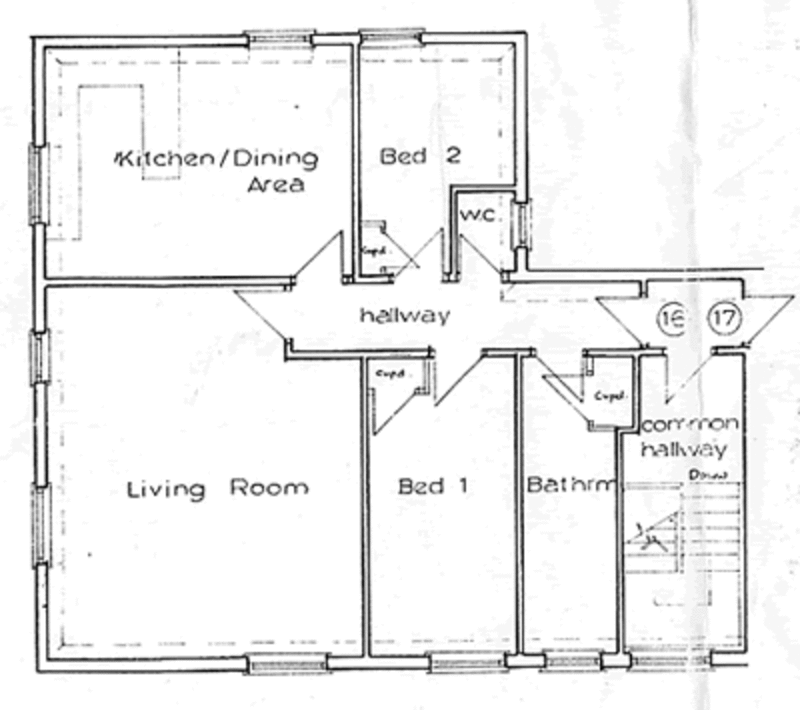 Kitchen/Dining
Area
Bed 2
W.C.
Cupd.
hallway
16
17
Cupd.
Cupd.
common
hallway
Living Room
Bed 1
Bathrm
Down